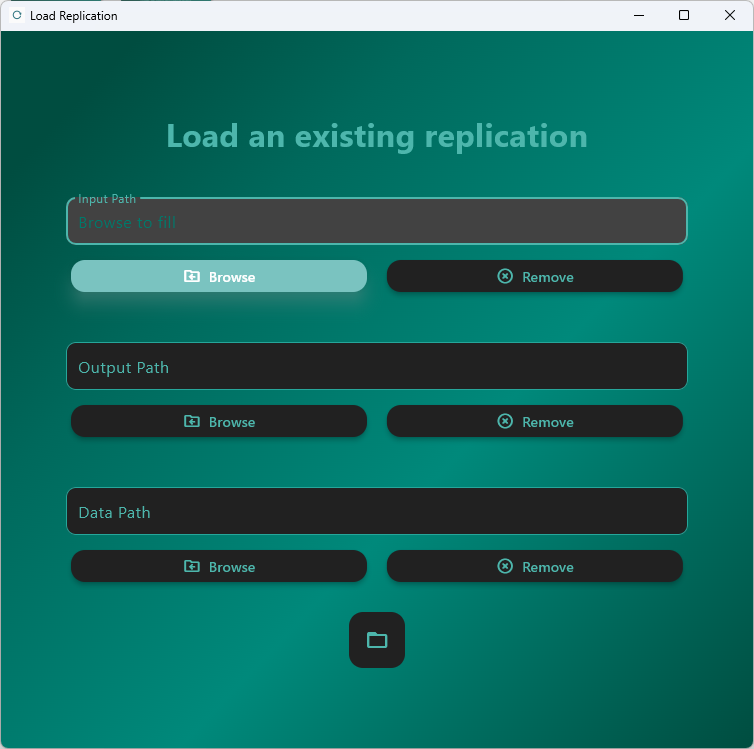 Load Replication
Load an existing replication
Input Path
Browse to fill
Browse
Remove
Output Path
Browse
Remove
Data Path
Browse
Remove